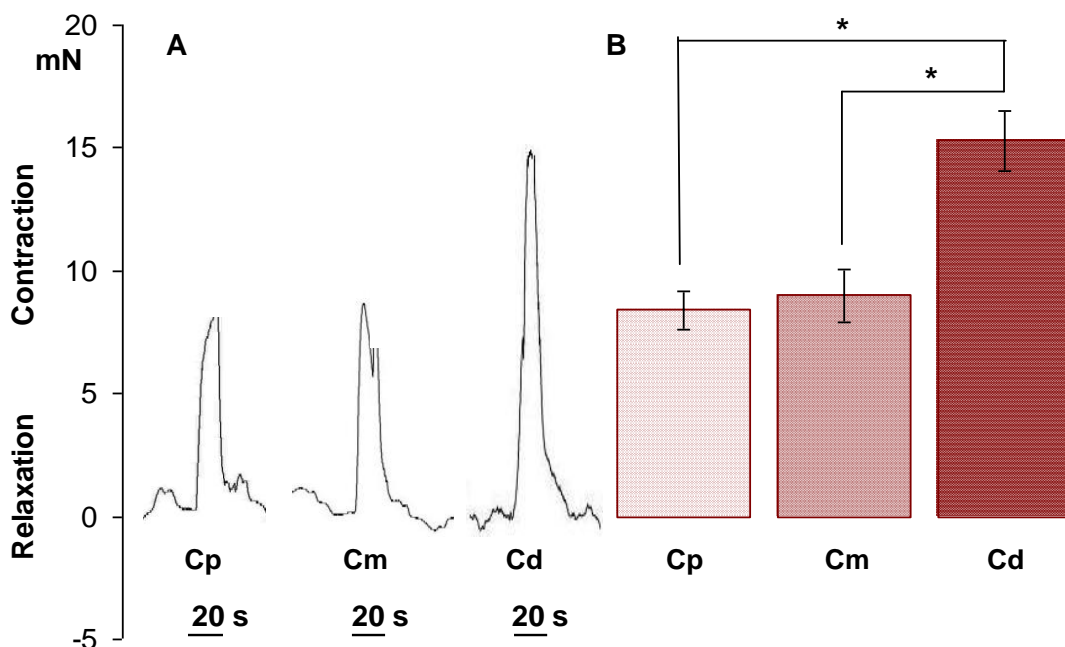 20
mN
A
B
*
*
15
Contraction
10
5
Relaxation
0
Cp
Cm
Cd
Cp
Cm
Cd
20 s
20 s
20 s
-5